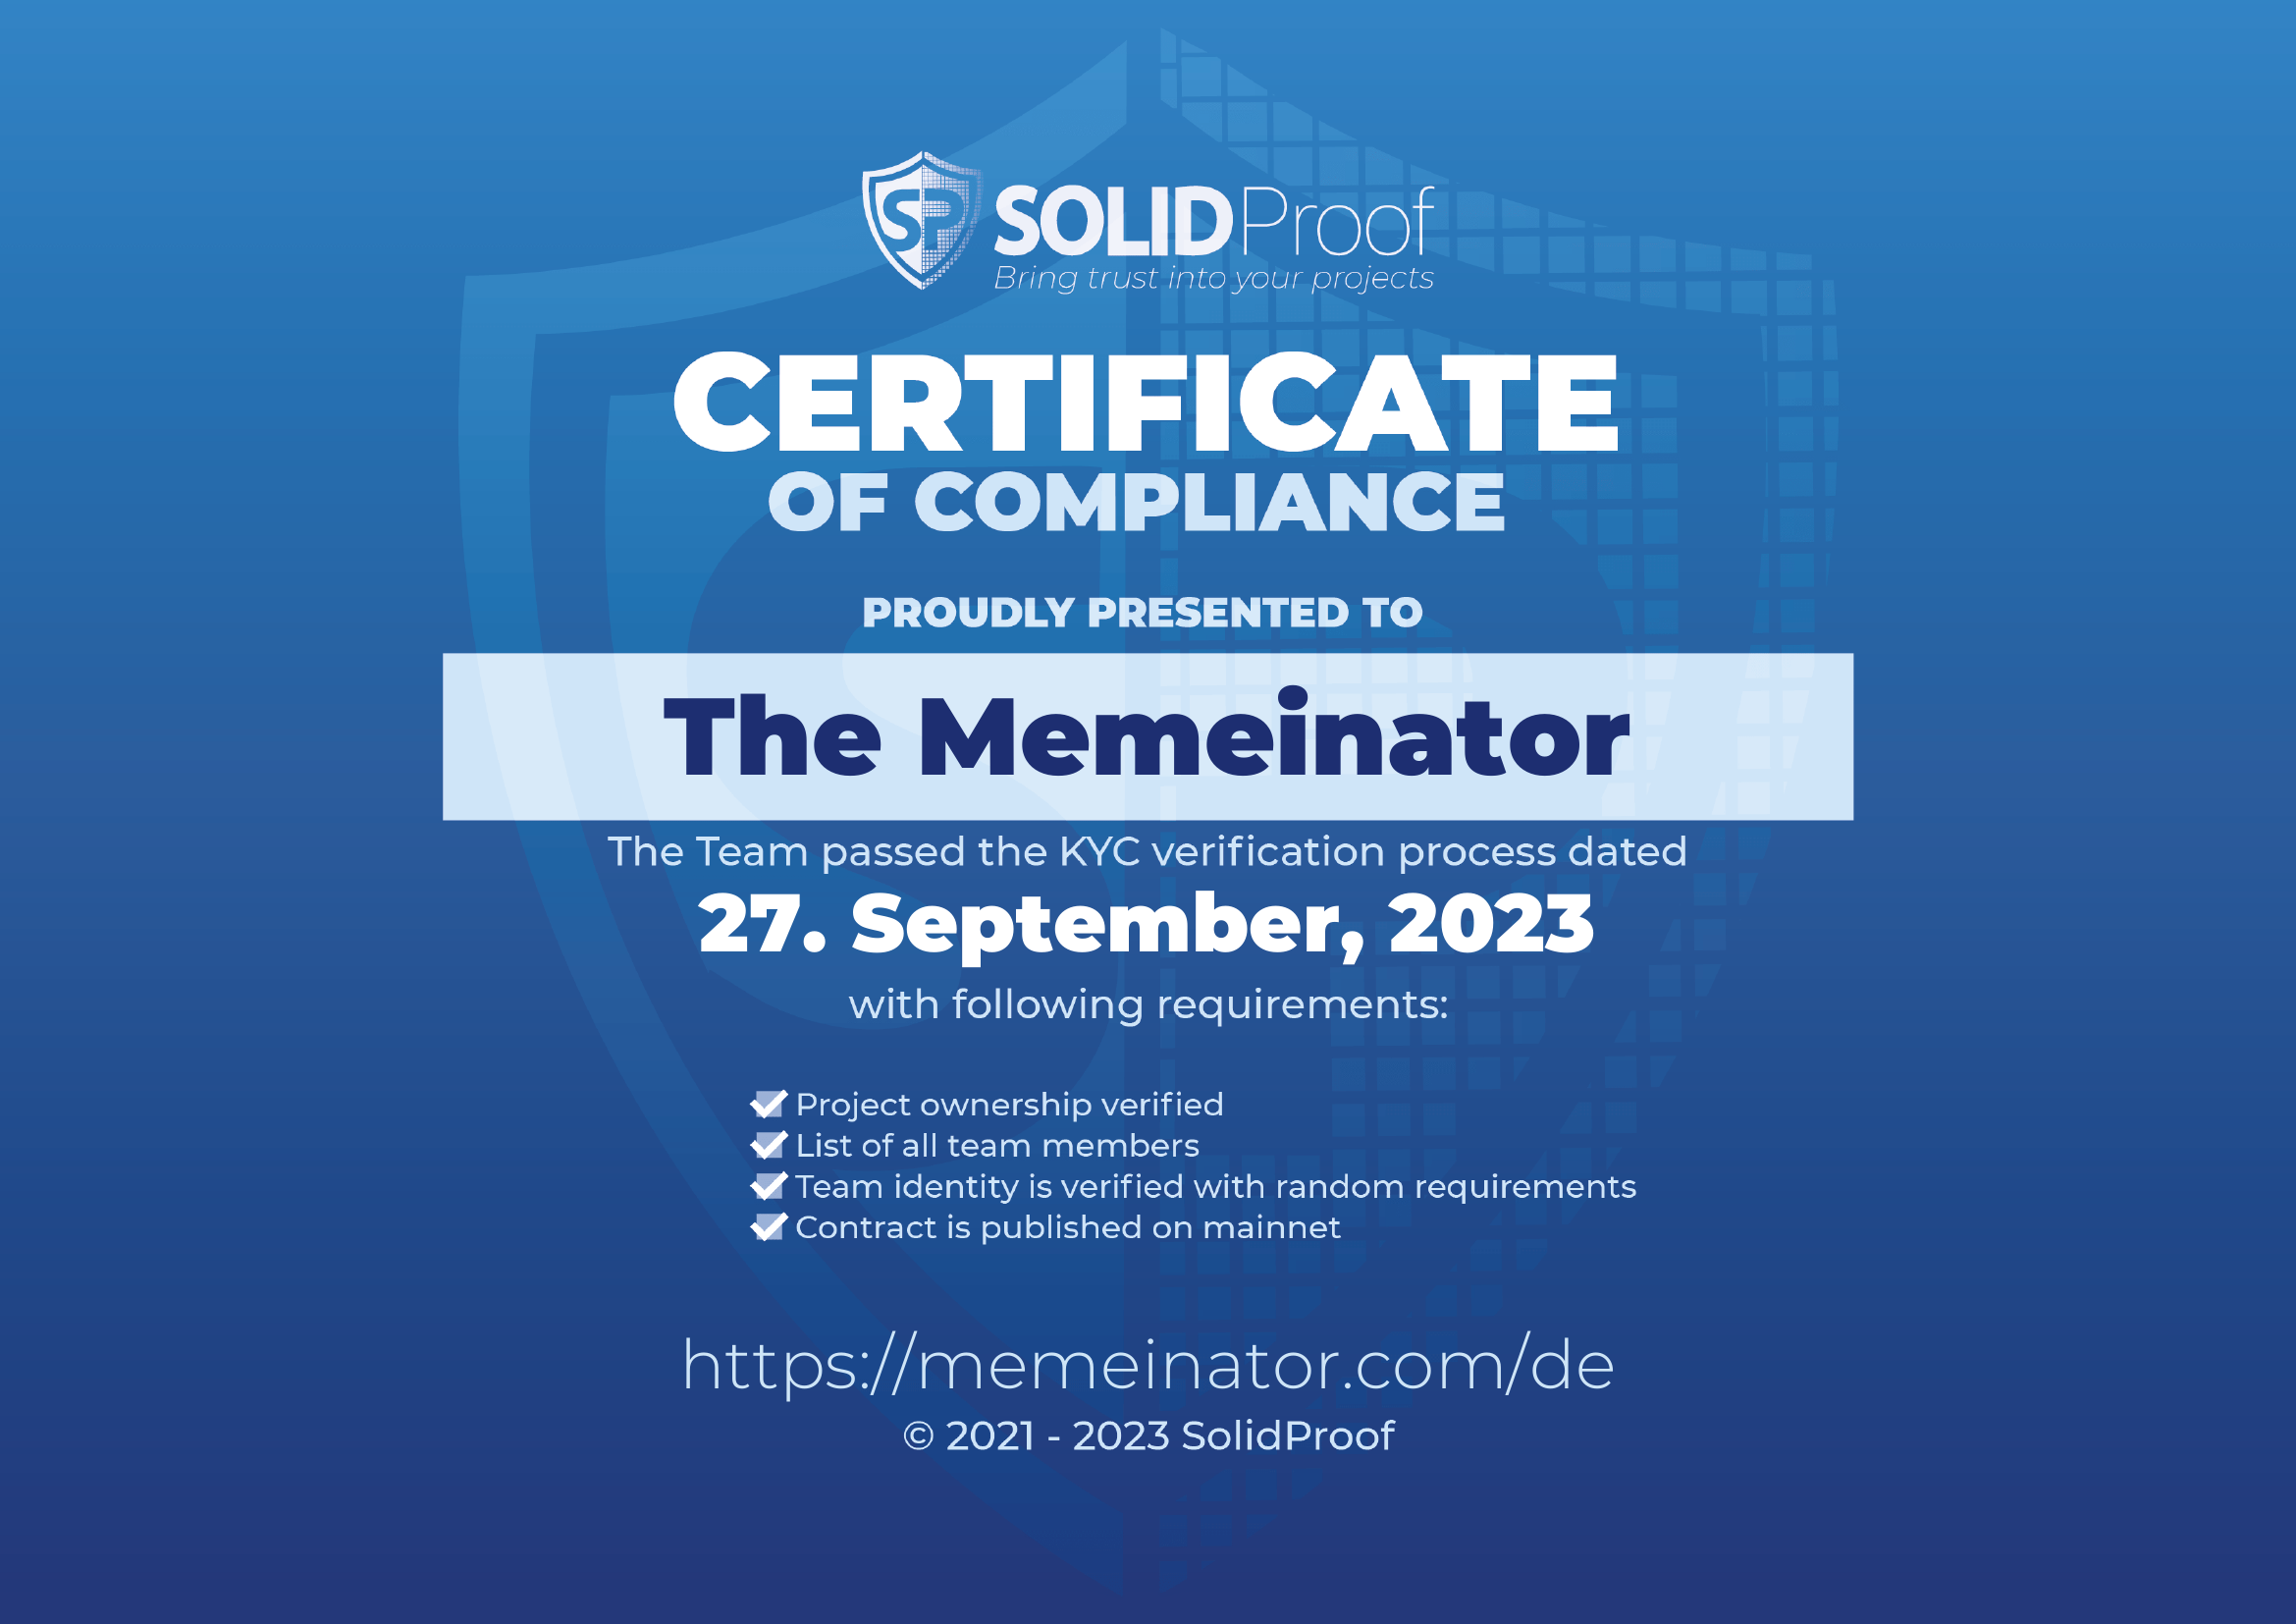 SP SOLIDProof
Bring trust into your projects
CERTIFICATE
OF COMPLIANCE
PROUDLY PRESENTED TO
The Memeinator
The Team passed the KYC verification process dated
27. September, 2023
with following requirements:
Project ownership verified
List of all team members
Team identity is verified with random requirements
Contract is published on mainnet
https://memeinator.com/de
© 2021 - 2023 SolidProof